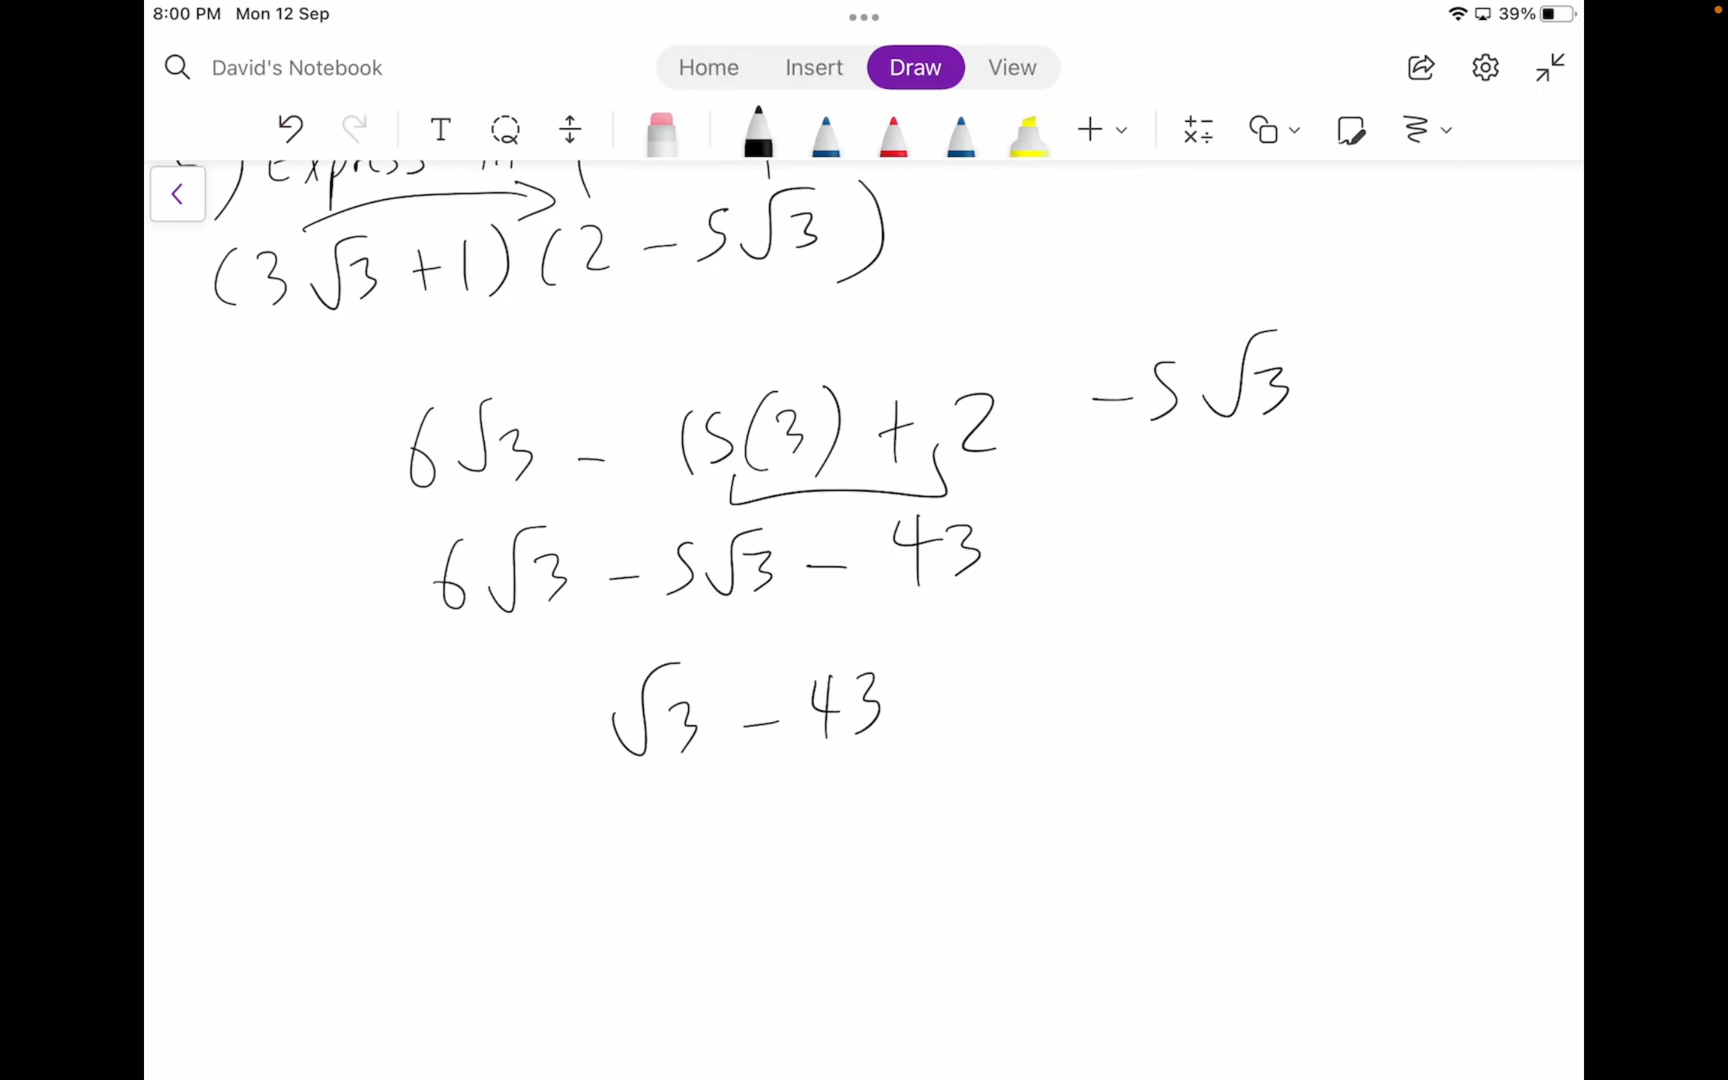 8:00 PM Mon 12 Sep
39%
David's Notebook
Home Insert Draw View
T
) Express in
(3√3 + 1)(2 - 5√3)
6√3 - 15(3) + 2 - 5√3
6√3 - 5√3 - 43
√3 - 43